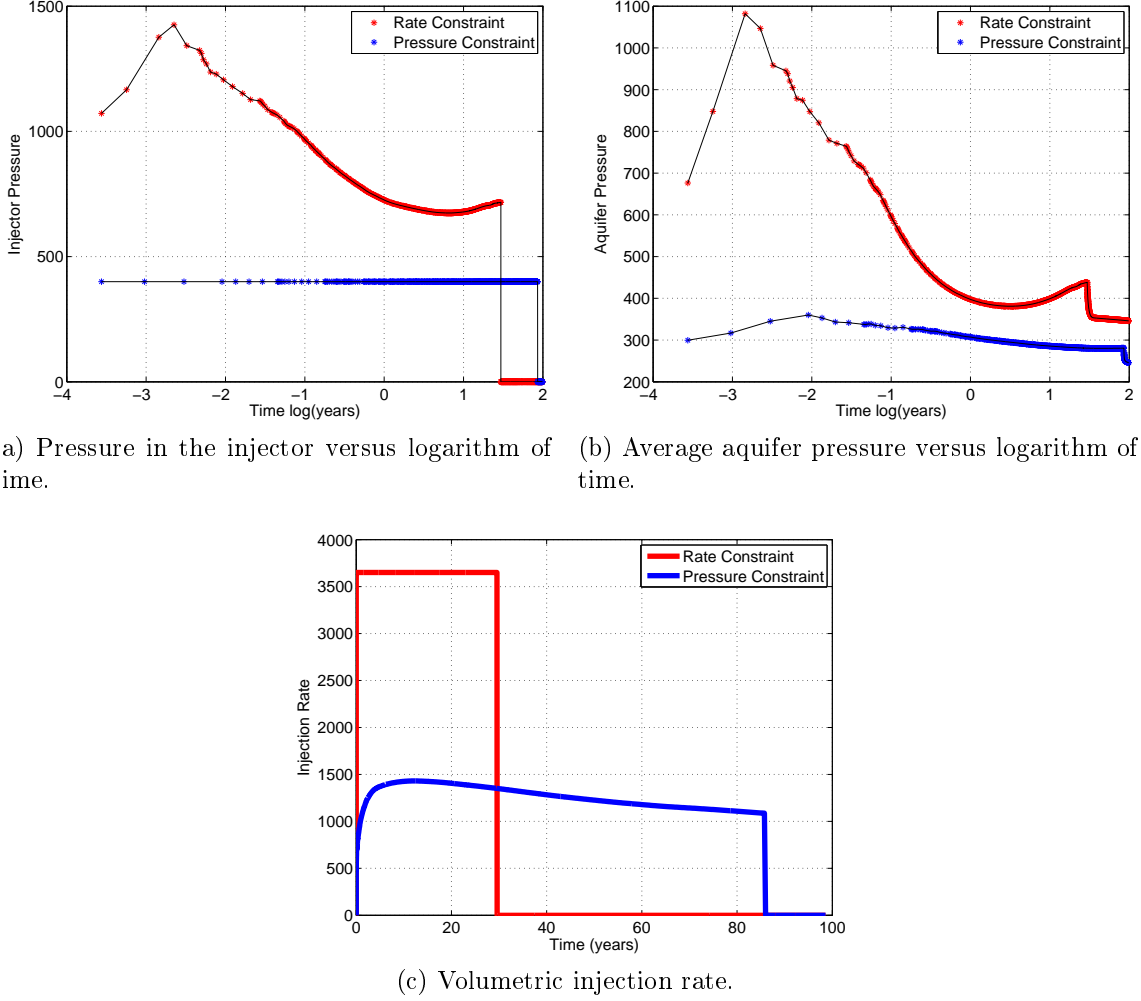 1500
1000
500
0
Injector Pressure
Rate Constraint
Pressure Constraint
−4 −3 −2 −1 0 1 2
Time log(years)
a) Pressure in the injector versus logarithm of
ime.
1100
1000
900
800
700
600
500
400
300
200
Aquifer Pressure
Rate Constraint
Pressure Constraint
−4 −3 −2 −1 0 1 2
Time log(years)
(b) Average aquifer pressure versus logarithm of
time.
4000
3500
3000
2500
2000
1500
1000
500
0
Injection Rate
Rate Constraint
Pressure Constraint
0 20 40 60 80 100
Time (years)
(c) Volumetric injection rate.